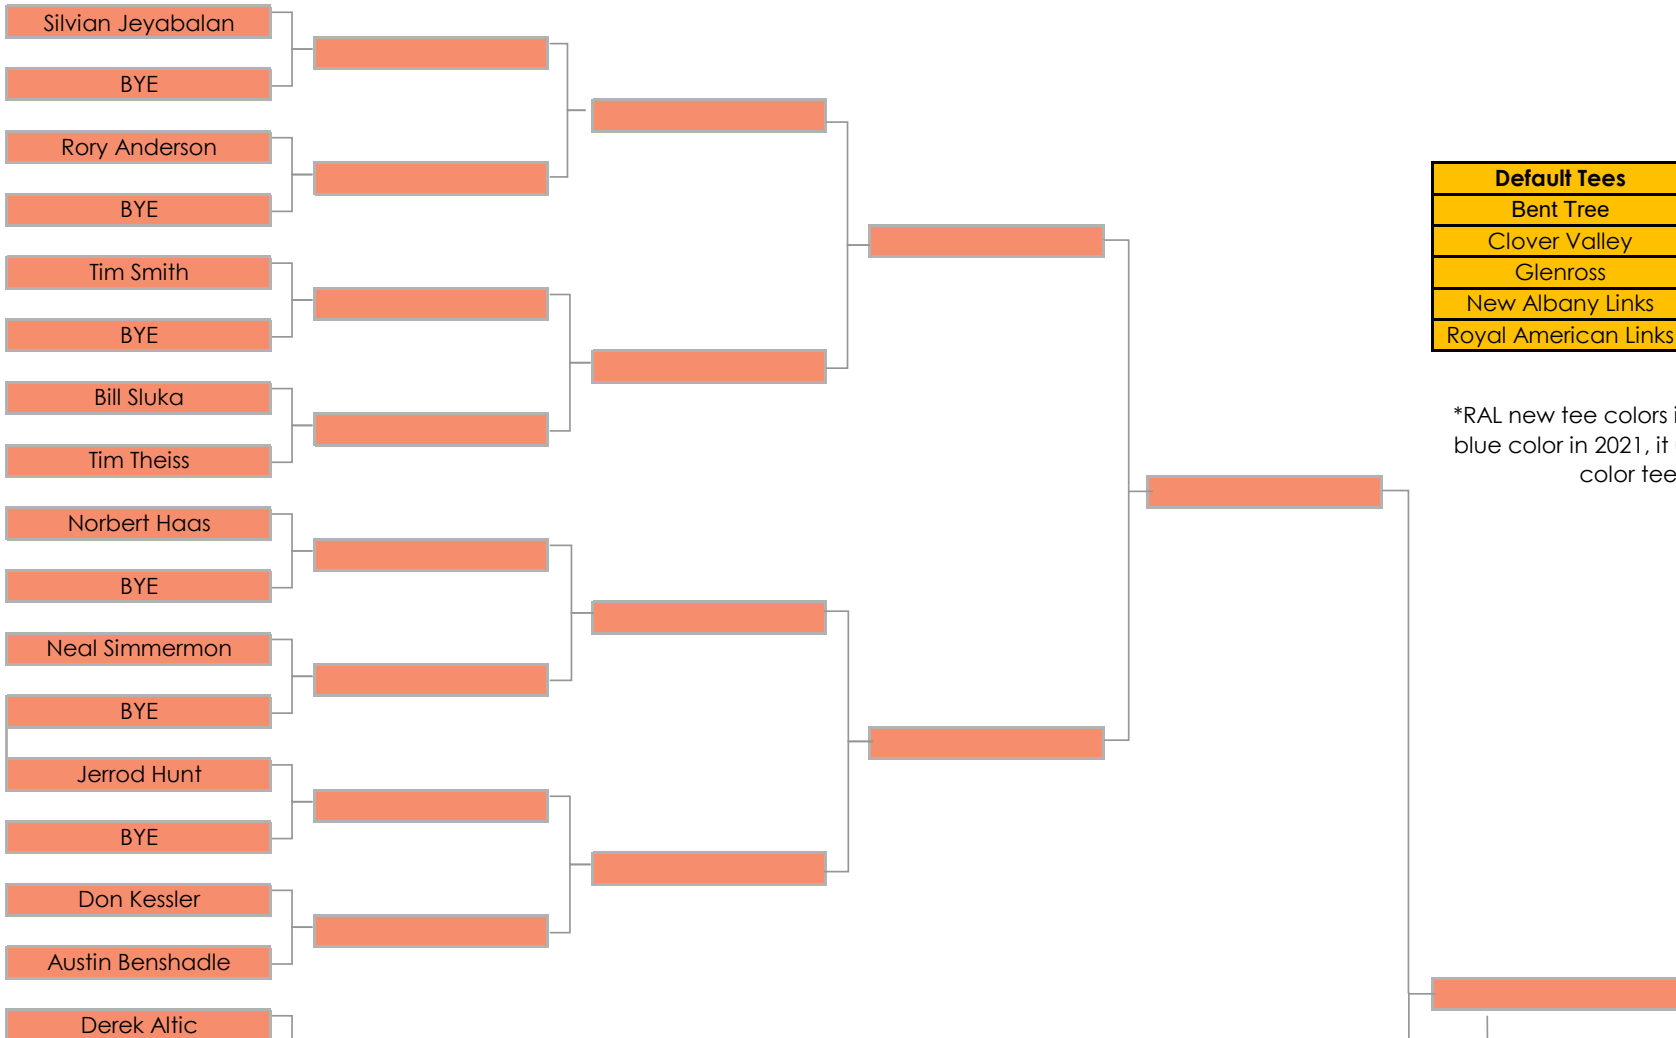 Silvian Jeyabalan
BYE
Rory Anderson
BYE
Tim Smith
BYE
Bill Sluka
Tim Theiss
Norbert Haas
BYE
Neal Simmermon
BYE
Jerrod Hunt
BYE
Don Kessler
Austin Benshadle
Derek Altic
Default Tees
Bent Tree
Clover Valley
Glenross
New Albany Links
Royal American Links
*RAL new tee colors
blue color in 2021, it
color tee